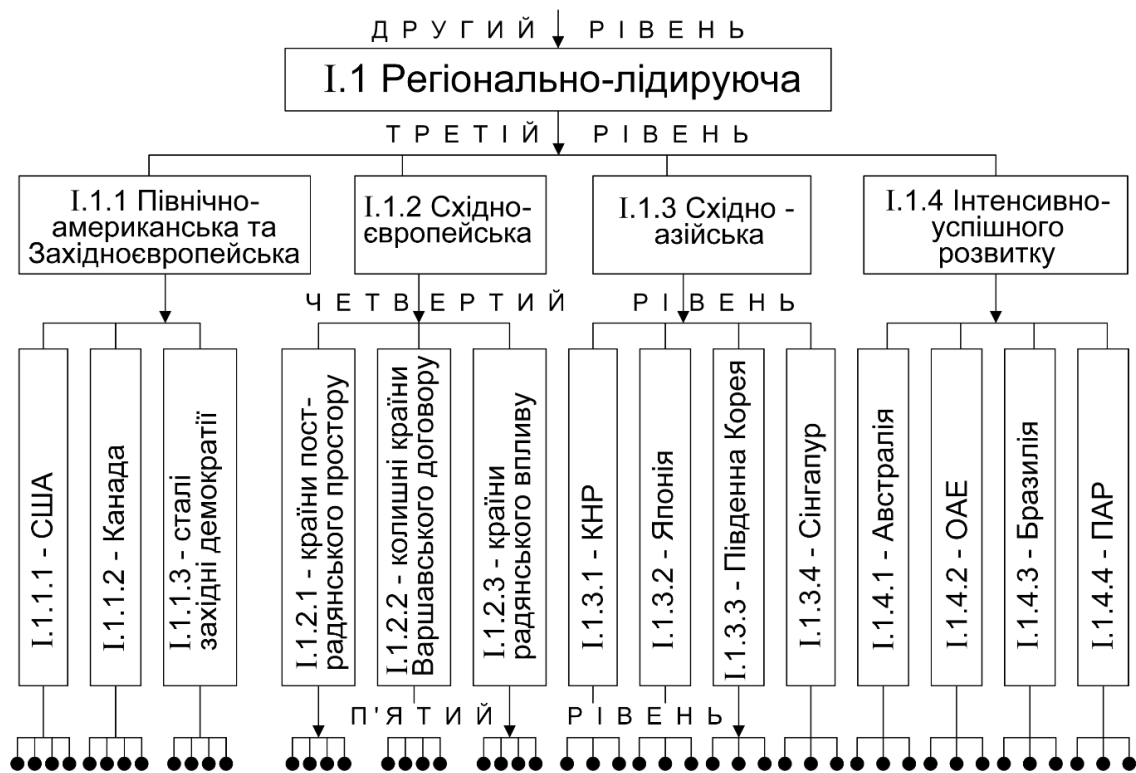 ДРУГИЙ РІВЕНЬ
I.1 Регіонально-лідируюча
ТРЕТІЙ РІВЕНЬ
I.1.1 Північно-
американська та
Західноєвропейська
I.1.2 Східно-
європейська
I.1.3 Східно -
азійська
I.1.4 Інтенсивно-
успішного
розвитку
ЧЕТВЕРТИЙ РІВЕНЬ
I.1.1.1 - США
I.1.1.2 - Канада
I.1.1.3 - сталі
західні демократії
I.1.2.1 - країни пост-
радянського простору
I.1.2.2 - колишні країни
Варшавського договору
I.1.2.3 - країни
радянського впливу
I.1.3.1 - КНР
I.1.3.2 - Японія
I.1.3.3 - Південна Корея
I.1.3.4 - Сінгапур
I.1.4.1 - Австралія
I.1.4.2 - ОАЕ
I.1.4.3 - Бразилія
I.1.4.4 - ПАР
П'ЯТИЙ РІВЕНЬ